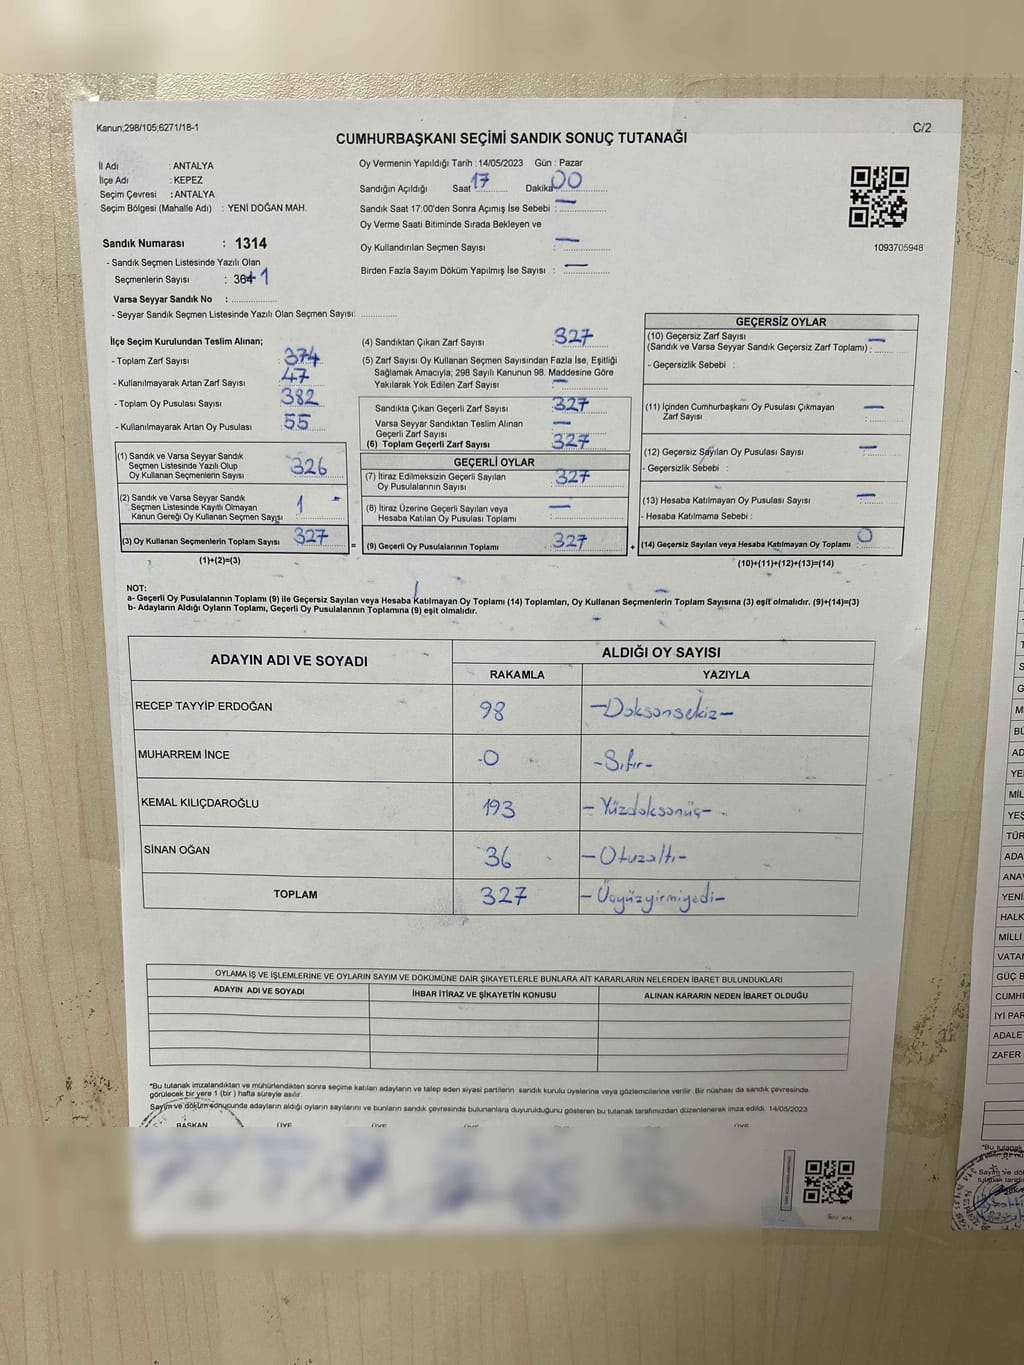 Kanun;298/105;6271/18-1
C/2
CUMHURBAŞKANI SEÇİMİ SANDIK SONUÇ TUTANAĞI
İl Adı : ANTALYA
İlçe Adı : KEPEZ
Seçim Çevresi : ANTALYA
Seçim Bölgesi (Mahalle Adı) : YENİ DOĞAN MAH.
Sandık Numarası : 1314
- Sandık Seçmen Listesinde Yazılı Olan
Seçmenlerin Sayısı : 364 + 1
Varsa Seyyar Sandık No :
- Seyyar Sandık Seçmen Listesinde Yazılı Olan Seçmen Sayısı:
Oy Vermenin Yapıldığı Tarih : 14/05/2023 Gün : Pazar
Sandığın Açıldığı Saat 17 Dakika 00
Sandık Saat 17:00'den Sonra Açımış İse Sebebi : —
Oy Verme Saati Bitiminde Sırada Bekleyen ve
Oy Kullandırılan Seçmen Sayısı : —
Birden Fazla Sayım Döküm Yapılmış İse Sayısı : —
1093705948
İlçe Seçim Kurulundan Teslim Alınan;
- Toplam Zarf Sayısı : 374
- Kullanılmayarak Artan Zarf Sayısı : 47
- Toplam Oy Pusulası Sayısı : 382
- Kullanılmayarak Artan Oy Pusulası : 55
(1) Sandık ve Varsa Seyyar Sandık
Seçmen Listesinde Yazılı Olup
Oy Kullanan Seçmenlerin Sayısı : 326
(2) Sandık ve Varsa Seyyar Sandık
Seçmen Listesinde Kayıtlı Olmayan
Kanun Gereği Oy Kullanan Seçmen Sayısı : 1
(3) Oy Kullanan Seçmenlerin Toplam Sayısı : 327
(1)+(2)=(3)
(4) Sandıktan Çıkan Zarf Sayısı : 327
(5) Zarf Sayısı Oy Kullanan Seçmen Sayısından Fazla İse, Eşitliği
Sağlamak Amacıyla; 298 Sayılı Kanunun 98. Maddesine Göre
Yakılarak Yok Edilen Zarf Sayısı : —
Sandıkta Çıkan Geçerli Zarf Sayısı : 327
Varsa Seyyar Sandıktan Teslim Alınan
Geçerli Zarf Sayısı : —
(6) Toplam Geçerli Zarf Sayısı : 327
GEÇERLİ OYLAR
(7) İtiraz Edilmeksizin Geçerli Sayılan
Oy Pusulalarının Sayısı : 327
(8) İtiraz Üzerine Geçerli Sayılan veya
Hesaba Katılan Oy Pusulası Toplamı : —
= (9) Geçerli Oy Pusulalarının Toplamı : 327 +
GEÇERSİZ OYLAR
(10) Geçersiz Zarf Sayısı
(Sandık ve Varsa Seyyar Sandık Geçersiz Zarf Toplamı) : —
- Geçersizlik Sebebi :
(11) İçinden Cumhurbaşkanı Oy Pusulası Çıkmayan
Zarf Sayısı : —
(12) Geçersiz Sayılan Oy Pusulası Sayısı : —
- Geçersizlik Sebebi :
(13) Hesaba Katılmayan Oy Pusulası Sayısı : —
- Hesaba Katılmama Sebebi :
(14) Geçersiz Sayılan veya Hesaba Katılmayan Oy Toplamı : 0
(10)+(11)+(12)+(13)=(14)
NOT:
a- Geçerli Oy Pusulalarının Toplamı (9) ile Geçersiz Sayılan veya Hesaba Katılmayan Oy Toplamı (14) Toplamları, Oy Kullanan Seçmenlerin Toplam Sayısına (3) eşit olmalıdır. (9)+(14)=(3)
b- Adayların Aldığı Oyların Toplamı, Geçerli Oy Pusulalarının Toplamına (9) eşit olmalıdır.
ADAYIN ADI VE SOYADI
ALDIĞI OY SAYISI
RAKAMLA YAZIYLA
RECEP TAYYİP ERDOĞAN 98 -Doksonsekiz-
MUHARREM İNCE 0 -Sıfır-
KEMAL KILIÇDAROĞLU 193 -Yüzdoksonüç-
SİNAN OĞAN 36 -Otuzaltı-
TOPLAM 327 -Üçyüzyirmiyedi-
OYLAMA İŞ VE İŞLEMLERİNE VE OYLARIN SAYIM VE DÖKÜMÜNE DAİR ŞİKAYETLERLE BUNLARA AİT KARARLARIN NELERDEN İBARET BULUNDUKLARI
ADAYIN ADI VE SOYADI İHBAR İTİRAZ VE ŞİKAYETİN KONUSU ALINAN KARARIN NEDEN İBARET OLDUĞU
*Bu tutanak imzalandıktan ve mühürlendikten sonra seçime katılan adayların ve talep eden siyasi partilerin sandık kurulu üyelerine veya gözlemcilerine verilir. Bir nüshası da sandık çevresinde
görülecek bir yere 1 (bir ) hafta süreyle asılır.
Sayım ve döküm sonucunda adayların aldığı oyların sayılarını ve bunların sandık çevresinde bulunanlara duyurulduğunu gösteren bu tutanak tarafımızdan düzenlenerek imza edildi. 14/05/2023
BAŞKAN ÜYE ÜYE ÜYE ÜYE
YENİ
MİLLİ
VATAN
İYİ PAR
ADALE
ZAFER